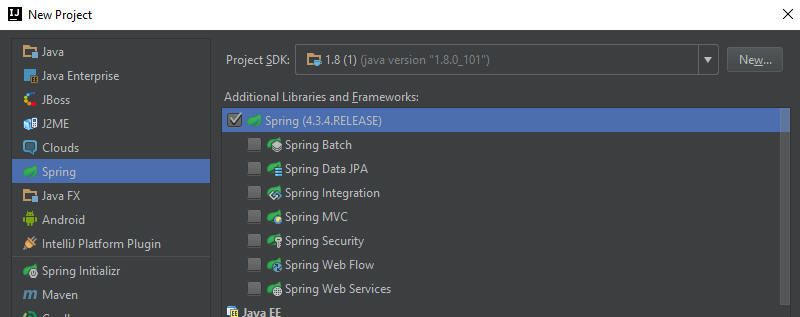 New Project
Java
Java Enterprise
JBoss
J2ME
Clouds
Spring
Java FX
Android
IntelliJ Platform Plugin
Spring Initializr
Maven
Project SDK: 1.8 (1) (java version "1.8.0_101") New...
Additional Libraries and Frameworks:
Spring (4.3.4.RELEASE)
Spring Batch
Spring Data JPA
Spring Integration
Spring MVC
Spring Security
Spring Web Flow
Spring Web Services
Java EE